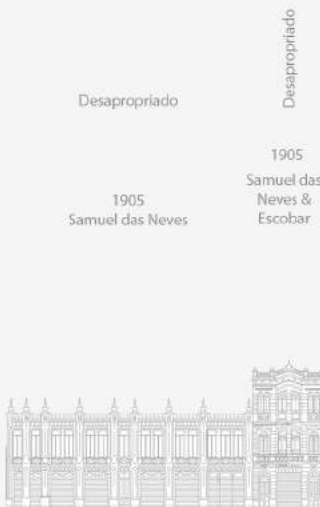 Desapropriado
1905
Samuel das Neves
Desapropriado
1905
Samuel das
Neves &
Escobar